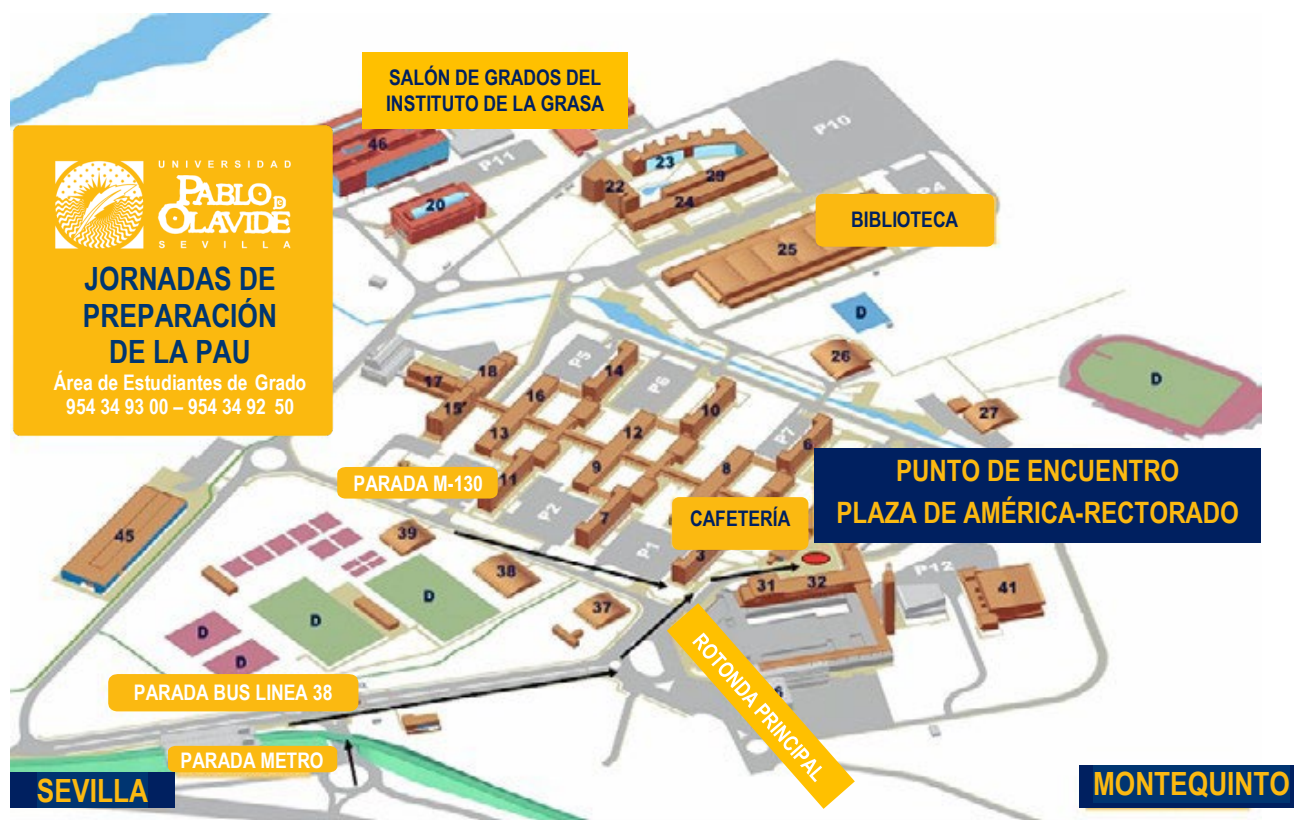 SALÓN DE GRADOS DEL
INSTITUTO DE LA GRASA
UNIVERSIDAD
PABLO DE
OLAVIDE
SEVILLA
JORNADAS DE
PREPARACIÓN
DE LA PAU
Área de Estudiantes de Grado
954 34 93 00 – 954 34 92 50
46
P11
P10
23
22
29
24
P4
20
BIBLIOTECA
25
D
26
D
27
17
18
P5
14
P6
16
15
10
P7
13
12
6
11
9
8
PUNTO DE ENCUENTRO
PLAZA DE AMÉRICA-RECTORADO
PARADA M-130
P2
7
CAFETERÍA
45
39
P1
3
38
31
32
P12
41
37
D
D
D
D
ROTONDA PRINCIPAL
PARADA BUS LINEA 38
PARADA METRO
SEVILLA
MONTEQUINTO